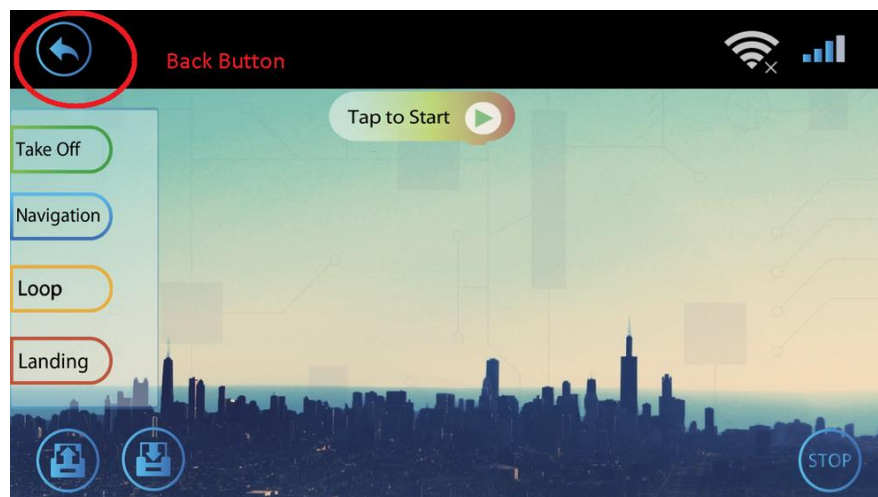 Back Button
Tap to Start
Take Off
Navigation
Loop
Landing
STOP